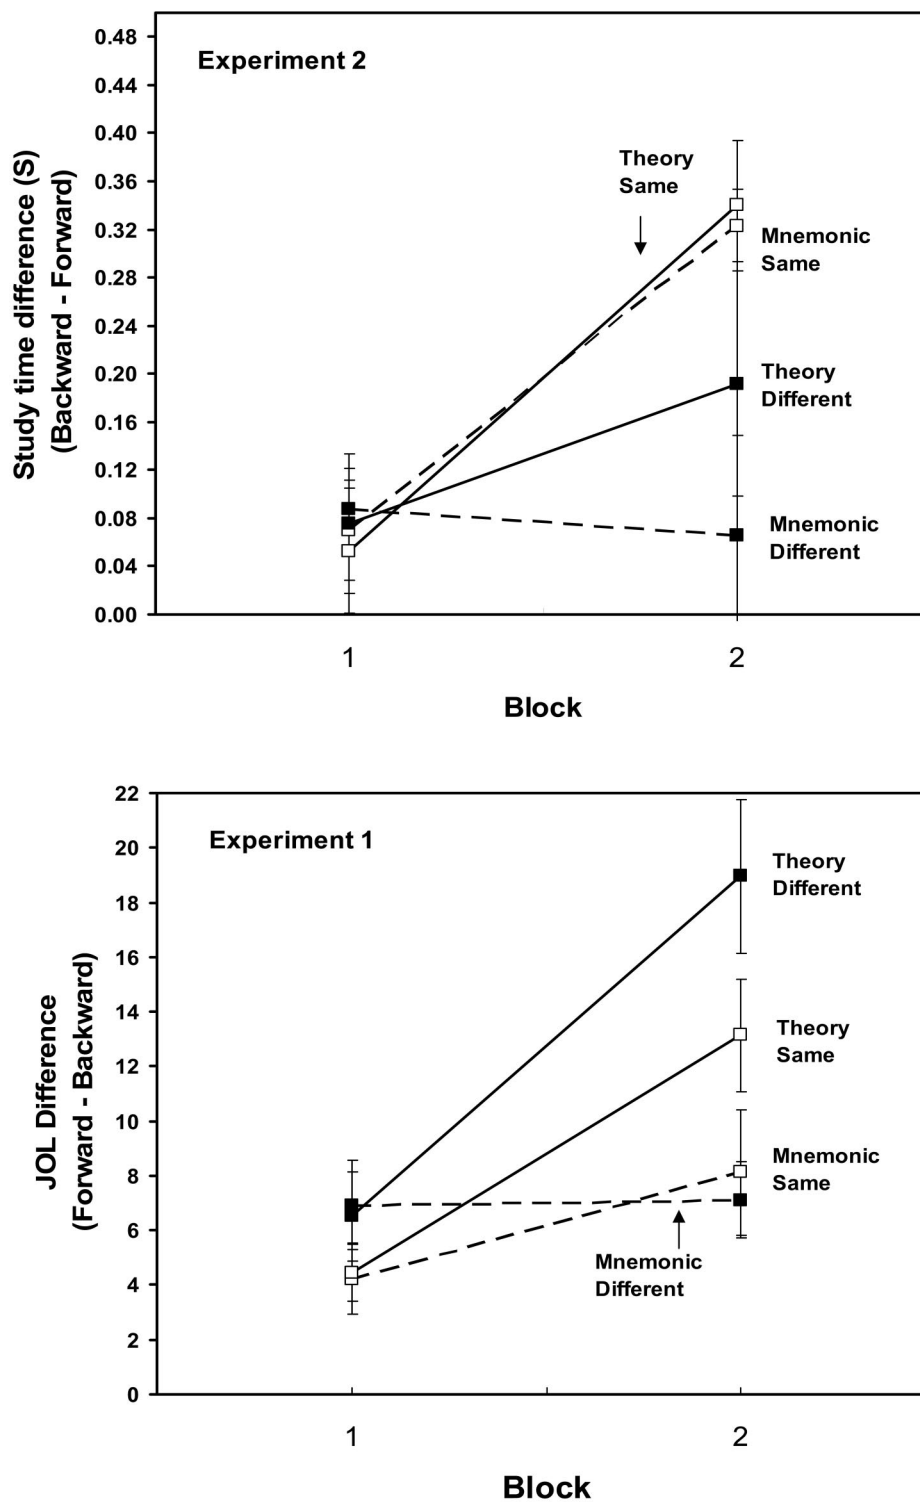 Experiment 2
Study time difference (S)
(Backward - Forward)
0.48
0.44
0.40
0.36
0.32
0.28
0.24
0.20
0.16
0.12
0.08
0.04
0.00
Theory
Same
Mnemonic
Same
Theory
Different
Mnemonic
Different
1
2
Block
Experiment 1
JOL Difference
(Forward - Backward)
22
20
18
16
14
12
10
8
6
4
2
0
Theory
Different
Theory
Same
Mnemonic
Same
Mnemonic
Different
1
2
Block